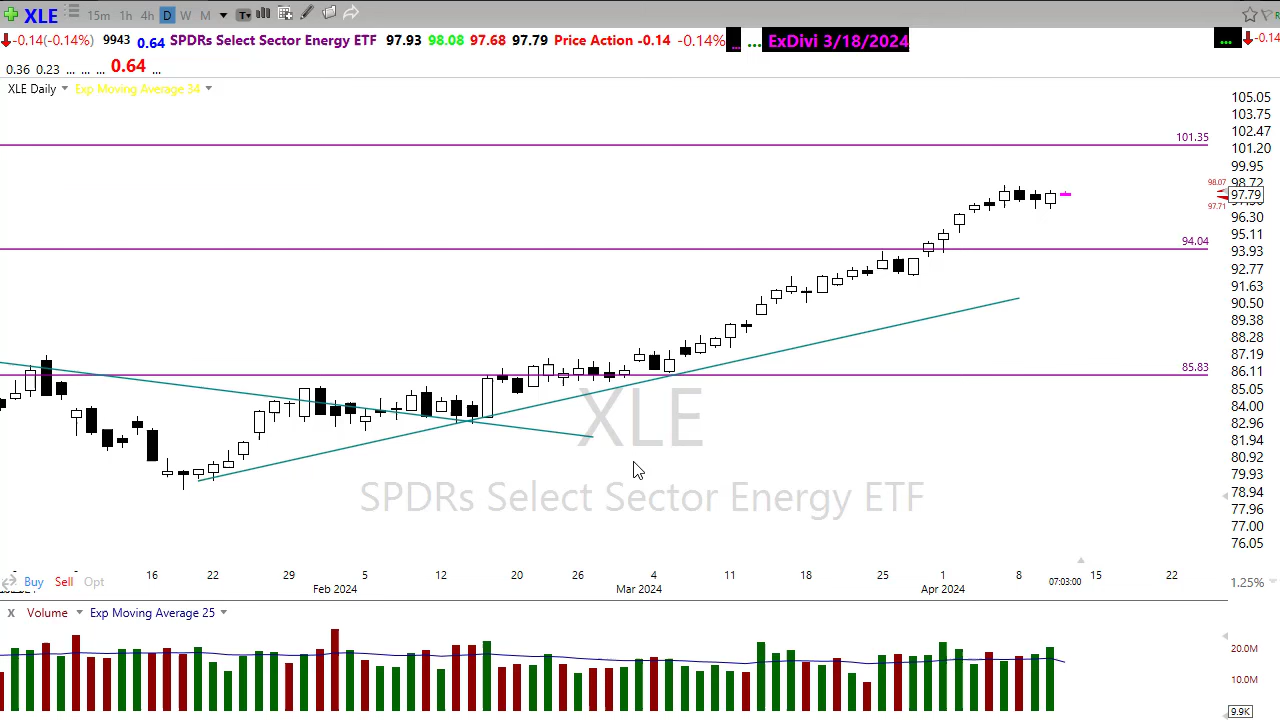 XLE 15m 1h 4h D W M T
-0.14(-0.14%) 9943 0.64 SPDRs Select Sector Energy ETF 97.93 98.08 97.68 97.79 Price Action -0.14 -0.14% ... ... ExDivi 3/18/2024 ... -0.14
0.36 0.23 ... ... ... 0.64 ...
XLE Daily Exp Moving Average 34
105.05
103.75
102.47
101.35
101.20
99.95
98.72
98.07
97.79
97.71
96.30
95.11
94.04
93.93
92.77
91.63
90.50
89.38
88.28
87.19
85.83
86.11
85.05
84.00
82.96
81.94
80.92
79.93
78.94
77.96
77.00
76.05
XLE
SPDRs Select Sector Energy ETF
16 22 29 5 12 20 26 4 11 18 25 1 8 15 22
Buy Sell Opt 07:03:00 1.25%
Feb 2024 Mar 2024 Apr 2024
X Volume Exp Moving Average 25
20.0M
10.0M
9.9K